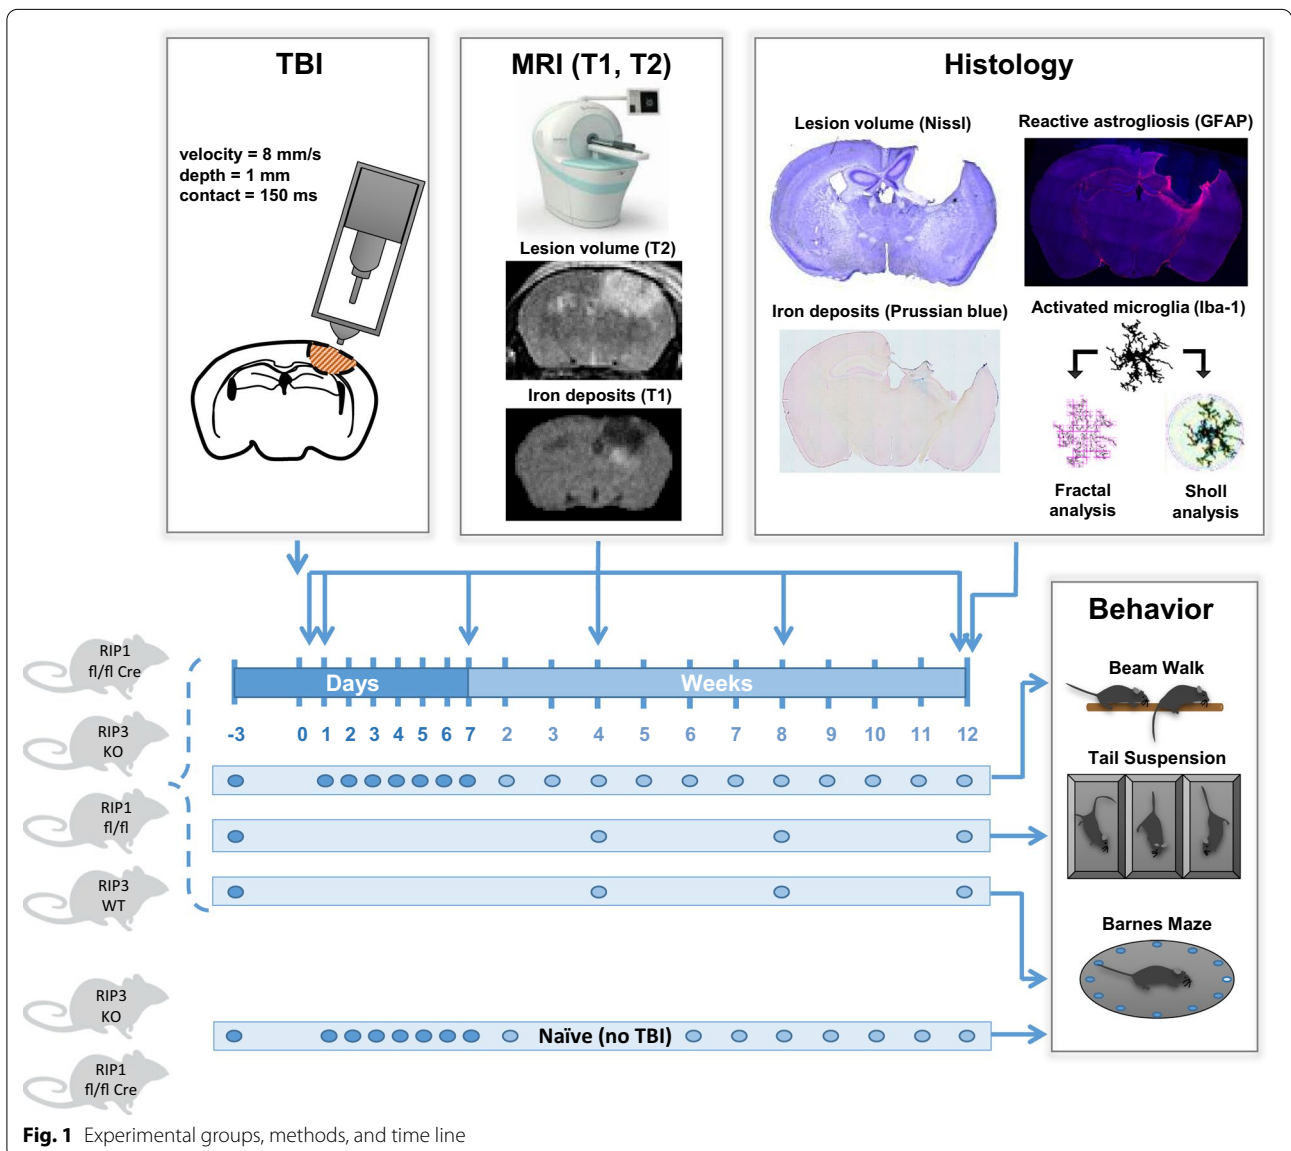 TBI
velocity = 8 mm/s
depth = 1 mm
contact = 150 ms
MRI (T1, T2)
Lesion volume (T2)
Iron deposits (T1)
Histology
Lesion volume (Nissl)
Reactive astrogliosis (GFAP)
Iron deposits (Prussian blue)
Activated microglia (Iba-1)
Fractal
analysis
Sholl
analysis
RIP1
fl/fl Cre
RIP3
KO
RIP1
fl/fl
RIP3
WT
RIP3
KO
RIP1
fl/fl Cre
Days
Weeks
-3 0 1 2 3 4 5 6 7 2 3 4 5 6 7 8 9 10 11 12
Naïve (no TBI)
Behavior
Beam Walk
Tail Suspension
Barnes Maze
Fig. 1 Experimental groups, methods, and time line